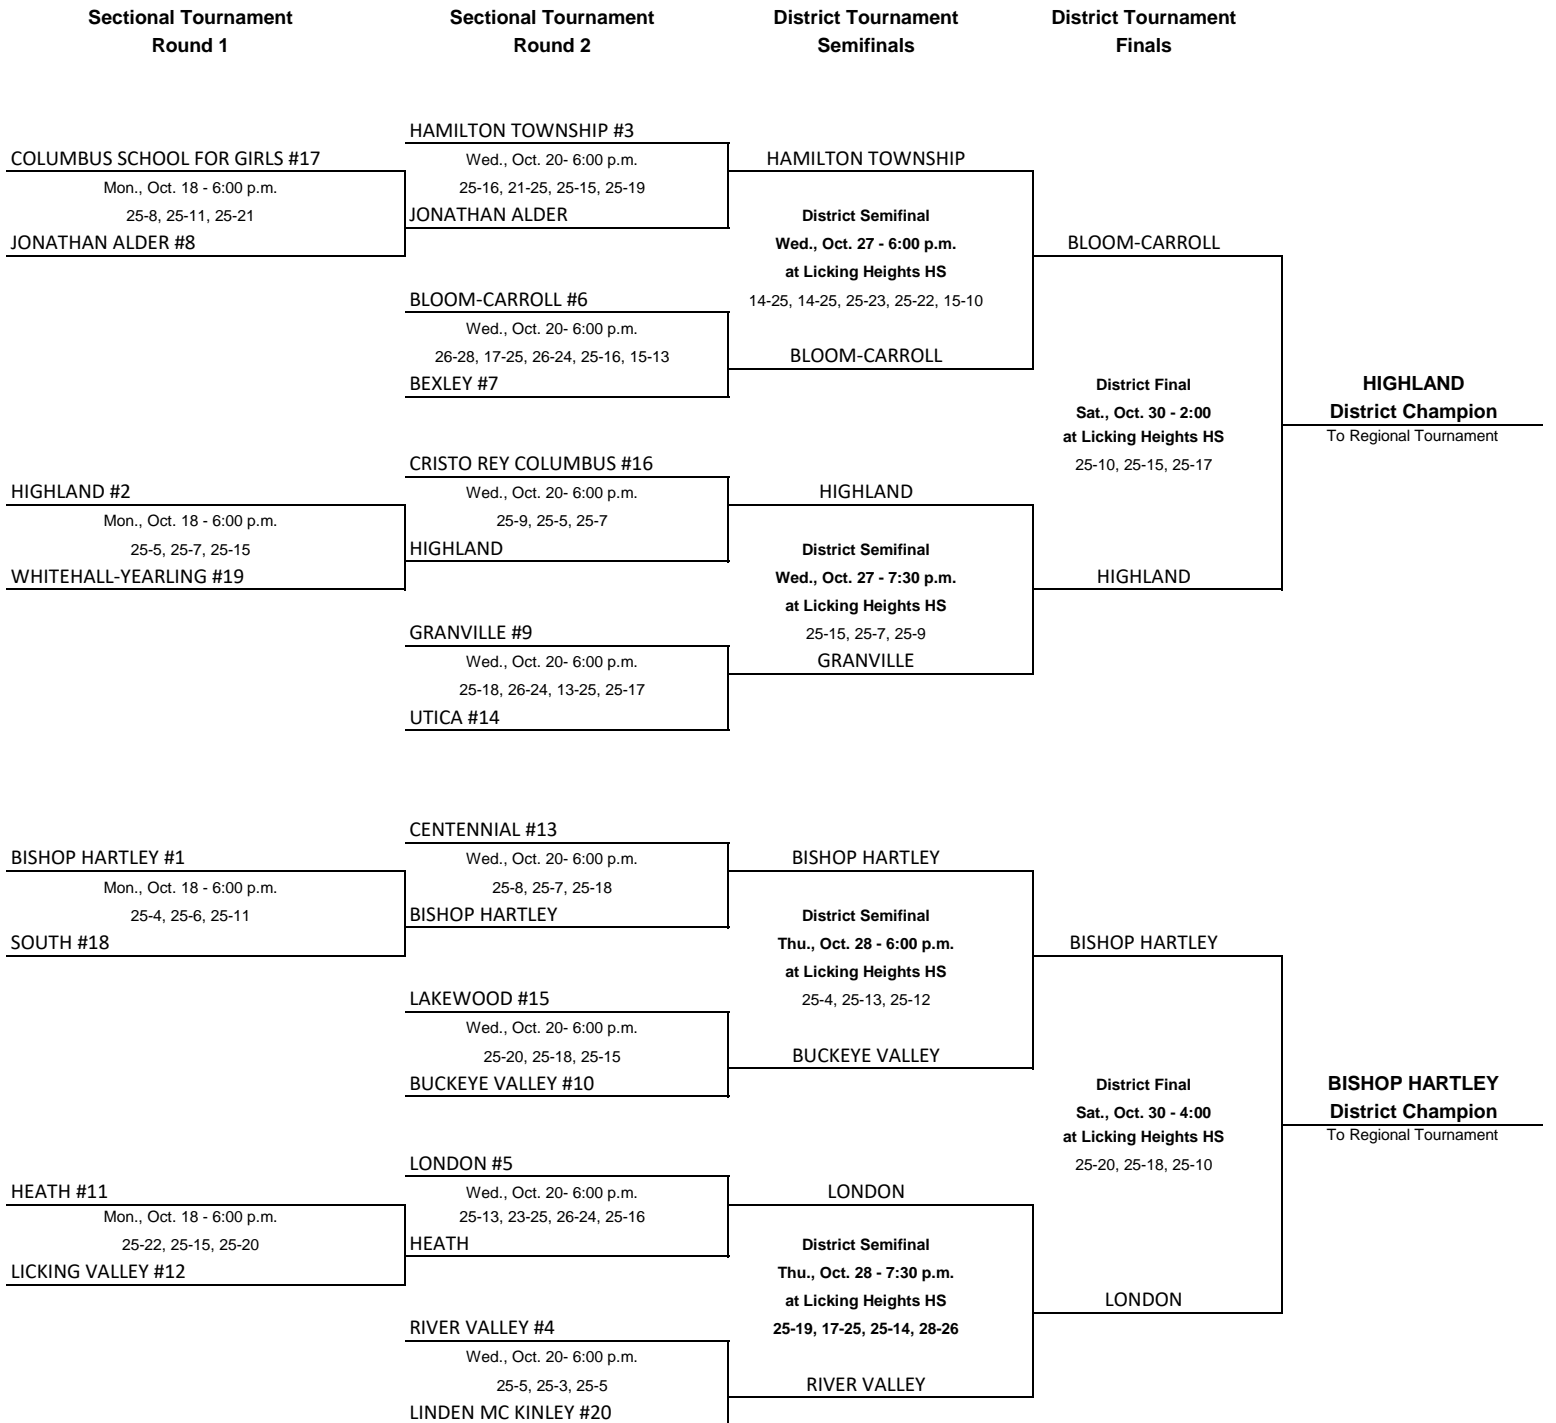 Sectional Tournament
Round 1
Sectional Tournament
Round 2
District Tournament
Semifinals
District Tournament
Finals
HAMILTON TOWNSHIP #3
COLUMBUS SCHOOL FOR GIRLS #17
Wed., Oct. 20- 6:00 p.m.
HAMILTON TOWNSHIP
Mon., Oct. 18 - 6:00 p.m.
25-16, 21-25, 25-15, 25-19
25-8, 25-11, 25-21
JONATHAN ALDER
District Semifinal
JONATHAN ALDER #8
Wed., Oct. 27 - 6:00 p.m.
BLOOM-CARROLL
at Licking Heights HS
BLOOM-CARROLL #6
14-25, 14-25, 25-23, 25-22, 15-10
Wed., Oct. 20- 6:00 p.m.
26-28, 17-25, 26-24, 25-16, 15-13
BLOOM-CARROLL
BEXLEY #7
District Final
HIGHLAND
Sat., Oct. 30 - 2:00
District Champion
at Licking Heights HS
To Regional Tournament
CRISTO REY COLUMBUS #16
25-10, 25-15, 25-17
HIGHLAND #2
Wed., Oct. 20- 6:00 p.m.
HIGHLAND
Mon., Oct. 18 - 6:00 p.m.
25-9, 25-5, 25-7
25-5, 25-7, 25-15
HIGHLAND
District Semifinal
WHITEHALL-YEARLING #19
Wed., Oct. 27 - 7:30 p.m.
HIGHLAND
at Licking Heights HS
GRANVILLE #9
25-15, 25-7, 25-9
Wed., Oct. 20- 6:00 p.m.
GRANVILLE
25-18, 26-24, 13-25, 25-17
UTICA #14
CENTENNIAL #13
BISHOP HARTLEY #1
Wed., Oct. 20- 6:00 p.m.
BISHOP HARTLEY
Mon., Oct. 18 - 6:00 p.m.
25-8, 25-7, 25-18
25-4, 25-6, 25-11
BISHOP HARTLEY
District Semifinal
SOUTH #18
Thu., Oct. 28 - 6:00 p.m.
BISHOP HARTLEY
at Licking Heights HS
LAKEWOOD #15
25-4, 25-13, 25-12
Wed., Oct. 20- 6:00 p.m.
25-20, 25-18, 25-15
BUCKEYE VALLEY
BUCKEYE VALLEY #10
District Final
BISHOP HARTLEY
Sat., Oct. 30 - 4:00
District Champion
at Licking Heights HS
To Regional Tournament
LONDON #5
25-20, 25-18, 25-10
HEATH #11
Wed., Oct. 20- 6:00 p.m.
LONDON
Mon., Oct. 18 - 6:00 p.m.
25-13, 23-25, 26-24, 25-16
25-22, 25-15, 25-20
HEATH
District Semifinal
LICKING VALLEY #12
Thu., Oct. 28 - 7:30 p.m.
at Licking Heights HS
LONDON
RIVER VALLEY #4
25-19, 17-25, 25-14, 28-26
Wed., Oct. 20- 6:00 p.m.
25-5, 25-3, 25-5
RIVER VALLEY
LINDEN MC KINLEY #20